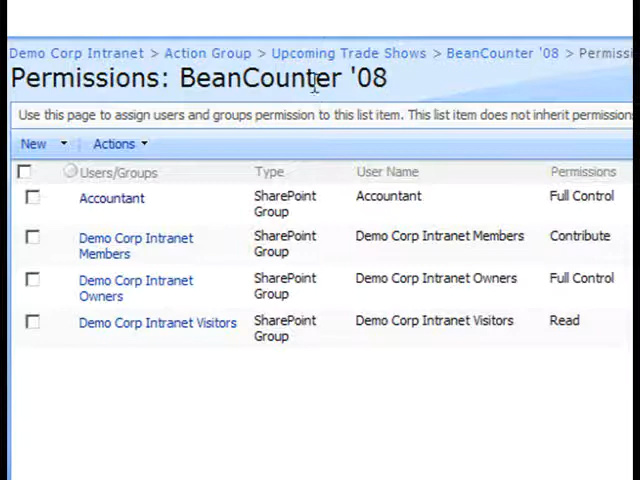 Demo Corp Intranet > Action Group > Upcoming Trade Shows > BeanCounter '08 > Permissi
Permissions: BeanCounter '08
Use this page to assign users and groups permission to this list item. This list item does not inherit permissions
New Actions
Users/Groups Type User Name Permissions
Accountant SharePoint Group Accountant Full Control
Demo Corp Intranet Members SharePoint Group Demo Corp Intranet Members Contribute
Demo Corp Intranet Owners SharePoint Group Demo Corp Intranet Owners Full Control
Demo Corp Intranet Visitors SharePoint Group Demo Corp Intranet Visitors Read